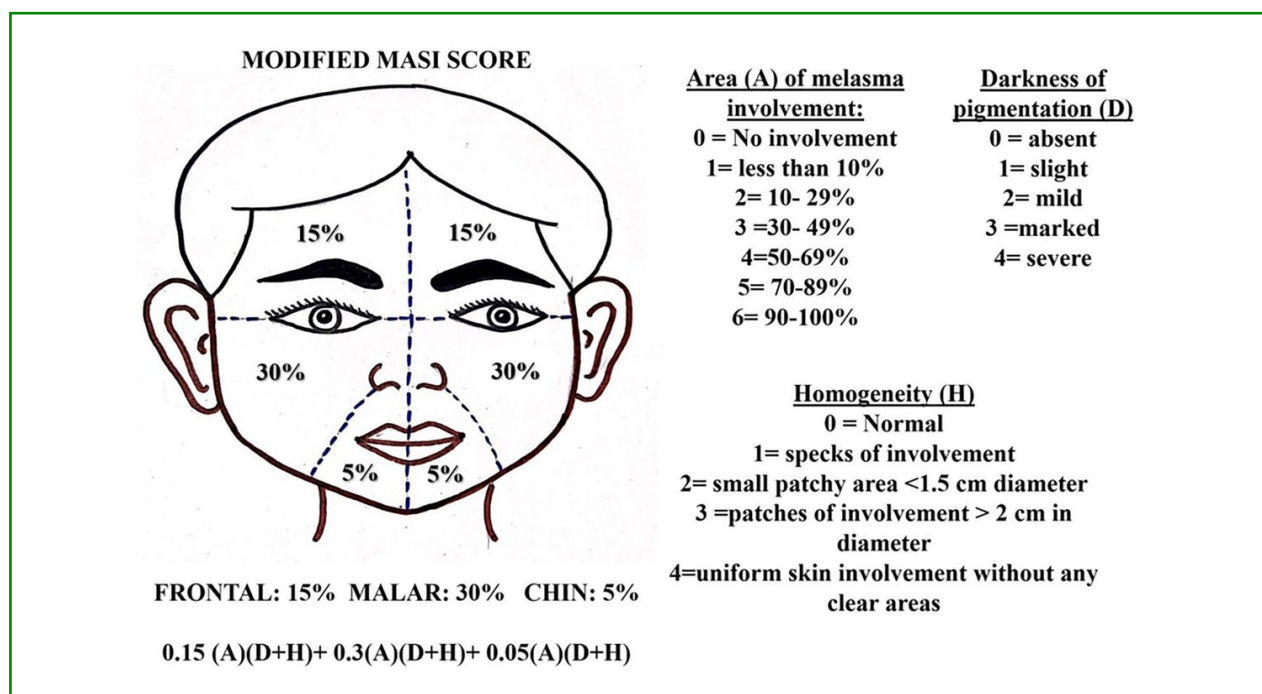 MODIFIED MASI SCORE
15% 15%
30% 30%
5% 5%
FRONTAL: 15% MALAR: 30% CHIN: 5%
0.15 (A)(D+H)+ 0.3(A)(D+H)+ 0.05(A)(D+H)
Area (A) of melasma
involvement:
0 = No involvement
1= less than 10%
2= 10- 29%
3 =30- 49%
4=50-69%
5= 70-89%
6= 90-100%
Darkness of
pigmentation (D)
0 = absent
1= slight
2= mild
3 =marked
4= severe
Homogeneity (H)
0 = Normal
1= specks of involvement
2= small patchy area <1.5 cm diameter
3 =patches of involvement > 2 cm in
diameter
4=uniform skin involvement without any
clear areas